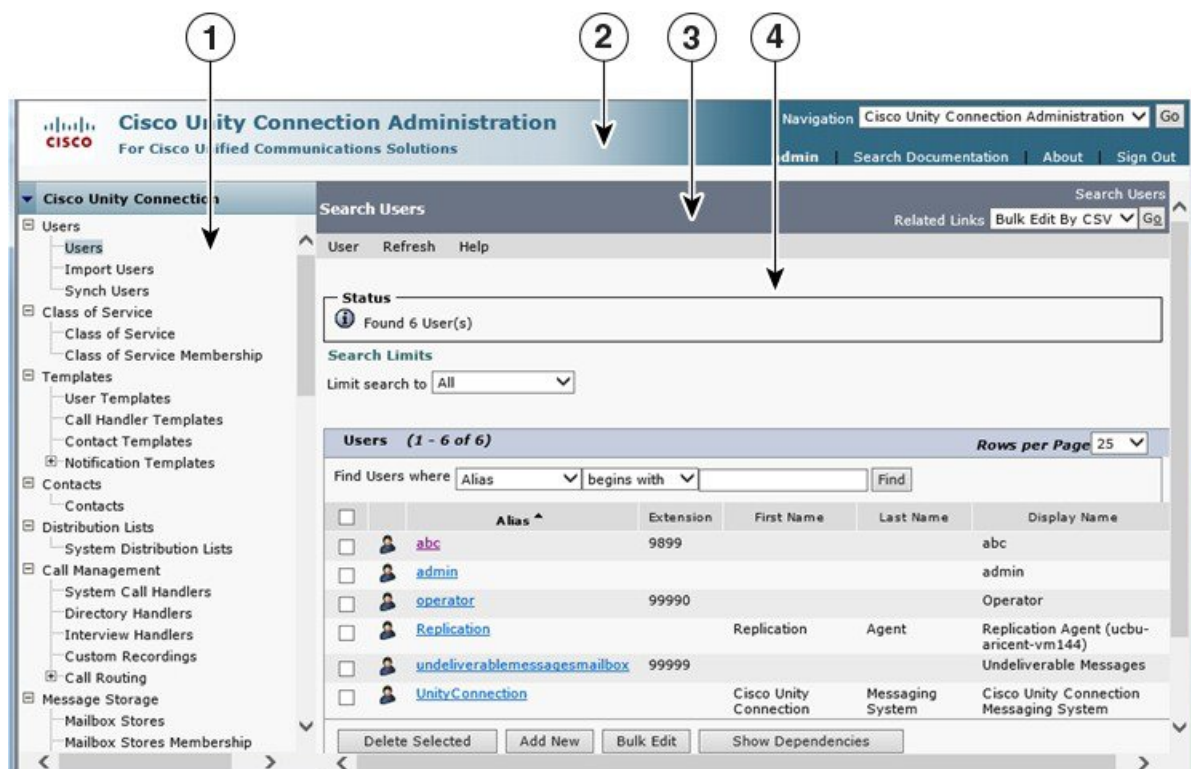 1
2
3
4
CISCO
Cisco Unity Connection Administration
For Cisco Unified Communications Solutions
Navigation Cisco Unity Connection Administration Go
admin | Search Documentation | About | Sign Out
Cisco Unity Connection
Users
Users
Import Users
Synch Users
Class of Service
Class of Service
Class of Service Membership
Templates
User Templates
Call Handler Templates
Contact Templates
Notification Templates
Contacts
Contacts
Distribution Lists
System Distribution Lists
Call Management
System Call Handlers
Directory Handlers
Interview Handlers
Custom Recordings
Call Routing
Message Storage
Mailbox Stores
Mailbox Stores Membership
Search Users
Search Users
Related Links Bulk Edit By CSV Go
User Refresh Help
Status
Found 6 User(s)
Search Limits
Limit search to All
Users (1 - 6 of 6) Rows per Page 25
Find Users where Alias begins with Find
Alias Extension First Name Last Name Display Name
abc 9899 abc
admin admin
operator 99990 Operator
Replication Replication Agent Replication Agent (ucbu-
aricent-vm144)
undeliverablemessagesmailbox 99999 Undeliverable Messages
UnityConnection Cisco Unity Messaging Cisco Unity Connection
Connection System Messaging System
Delete Selected Add New Bulk Edit Show Dependencies